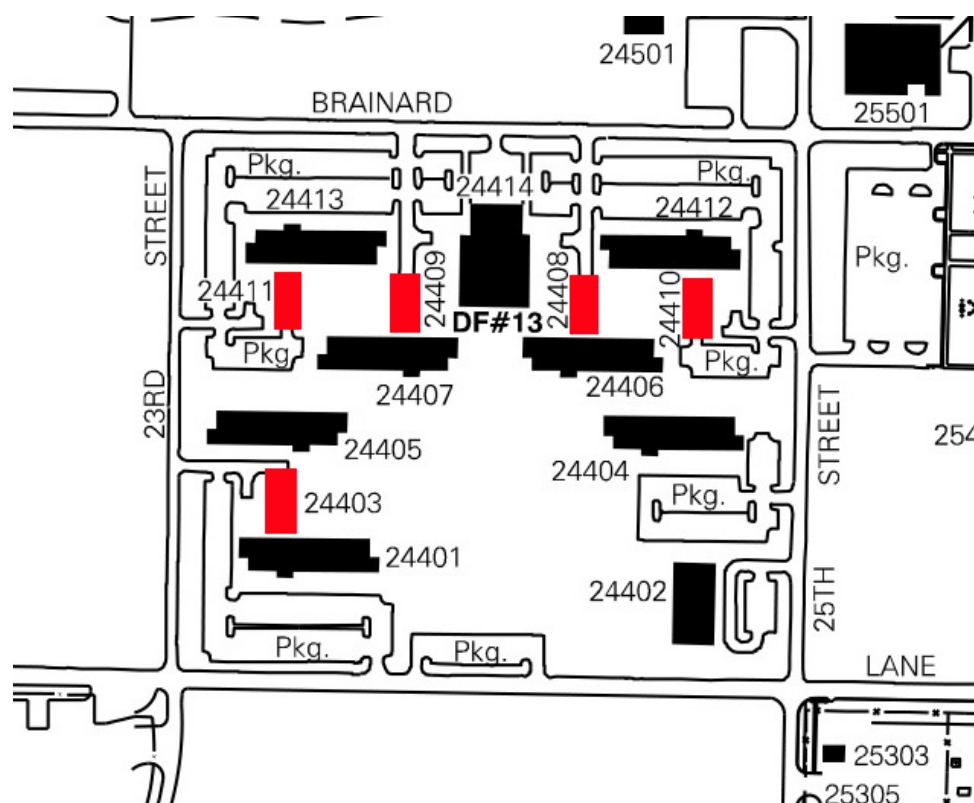 24501
BRAINARD
25501
STREET
Pkg.
24414
Pkg.
24413
24412
24411
24409
24408
24410
Pkg.
DF#13
Pkg
Pkg.
24407
24406
23RD
24405
24404
STREET
254
Pkg.
24403
24401
24402
25TH
Pkg.
Pkg.
LANE
25303
25305